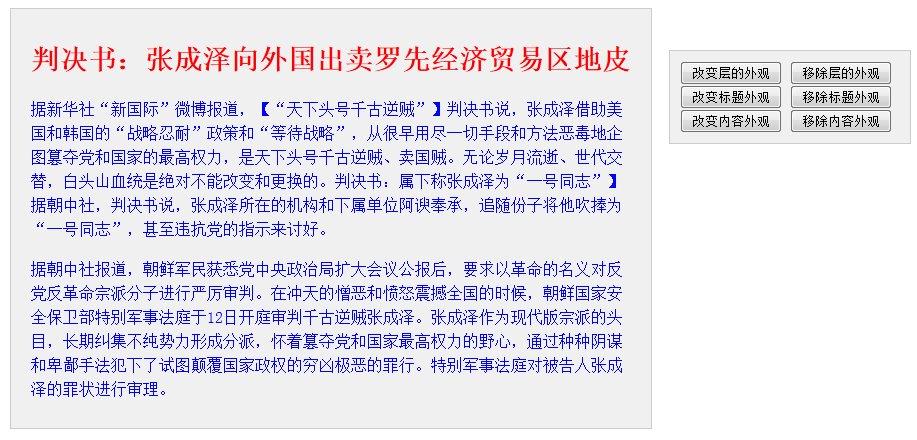 判决书：张成泽向外国出卖罗先经济贸易区地皮
据新华社“新国际”微博报道，【“天下头号千古逆贼”】判决书说，张成泽借助美
国和韩国的“战略忍耐”政策和“等待战略”，从很早用尽一切手段和方法恶毒地企
图篡夺党和国家的最高权力，是天下头号千古逆贼、卖国贼。无论岁月流逝、世代交
替，白头山血统是绝对不能改变和更换的。判决书：属下称张成泽为“一号同志”】
据朝中社，判决书说，张成泽所在的机构和下属单位阿谀奉承，追随份子将他吹捧为
“一号同志”，甚至违抗党的指示来讨好。
据朝中社报道，朝鲜军民获悉党中央政治局扩大会议公报后，要求以革命的名义对反
党反革命宗派分子进行严厉审判。在冲天的憎恶和愤怒震撼全国的时候，朝鲜国家安
全保卫部特别军事法庭于12日开庭审判千古逆贼张成泽。张成泽作为现代版宗派的头
目，长期纠集不纯势力形成分派，怀着篡夺党和国家最高权力的野心，通过种种阴谋
和卑鄙手法犯下了试图颠覆国家政权的穷凶极恶的罪行。特别军事法庭对被告人张成
泽的罪状进行审理。
改变层的外观 移除层的外观
改变标题外观 移除标题外观
改变内容外观 移除内容外观